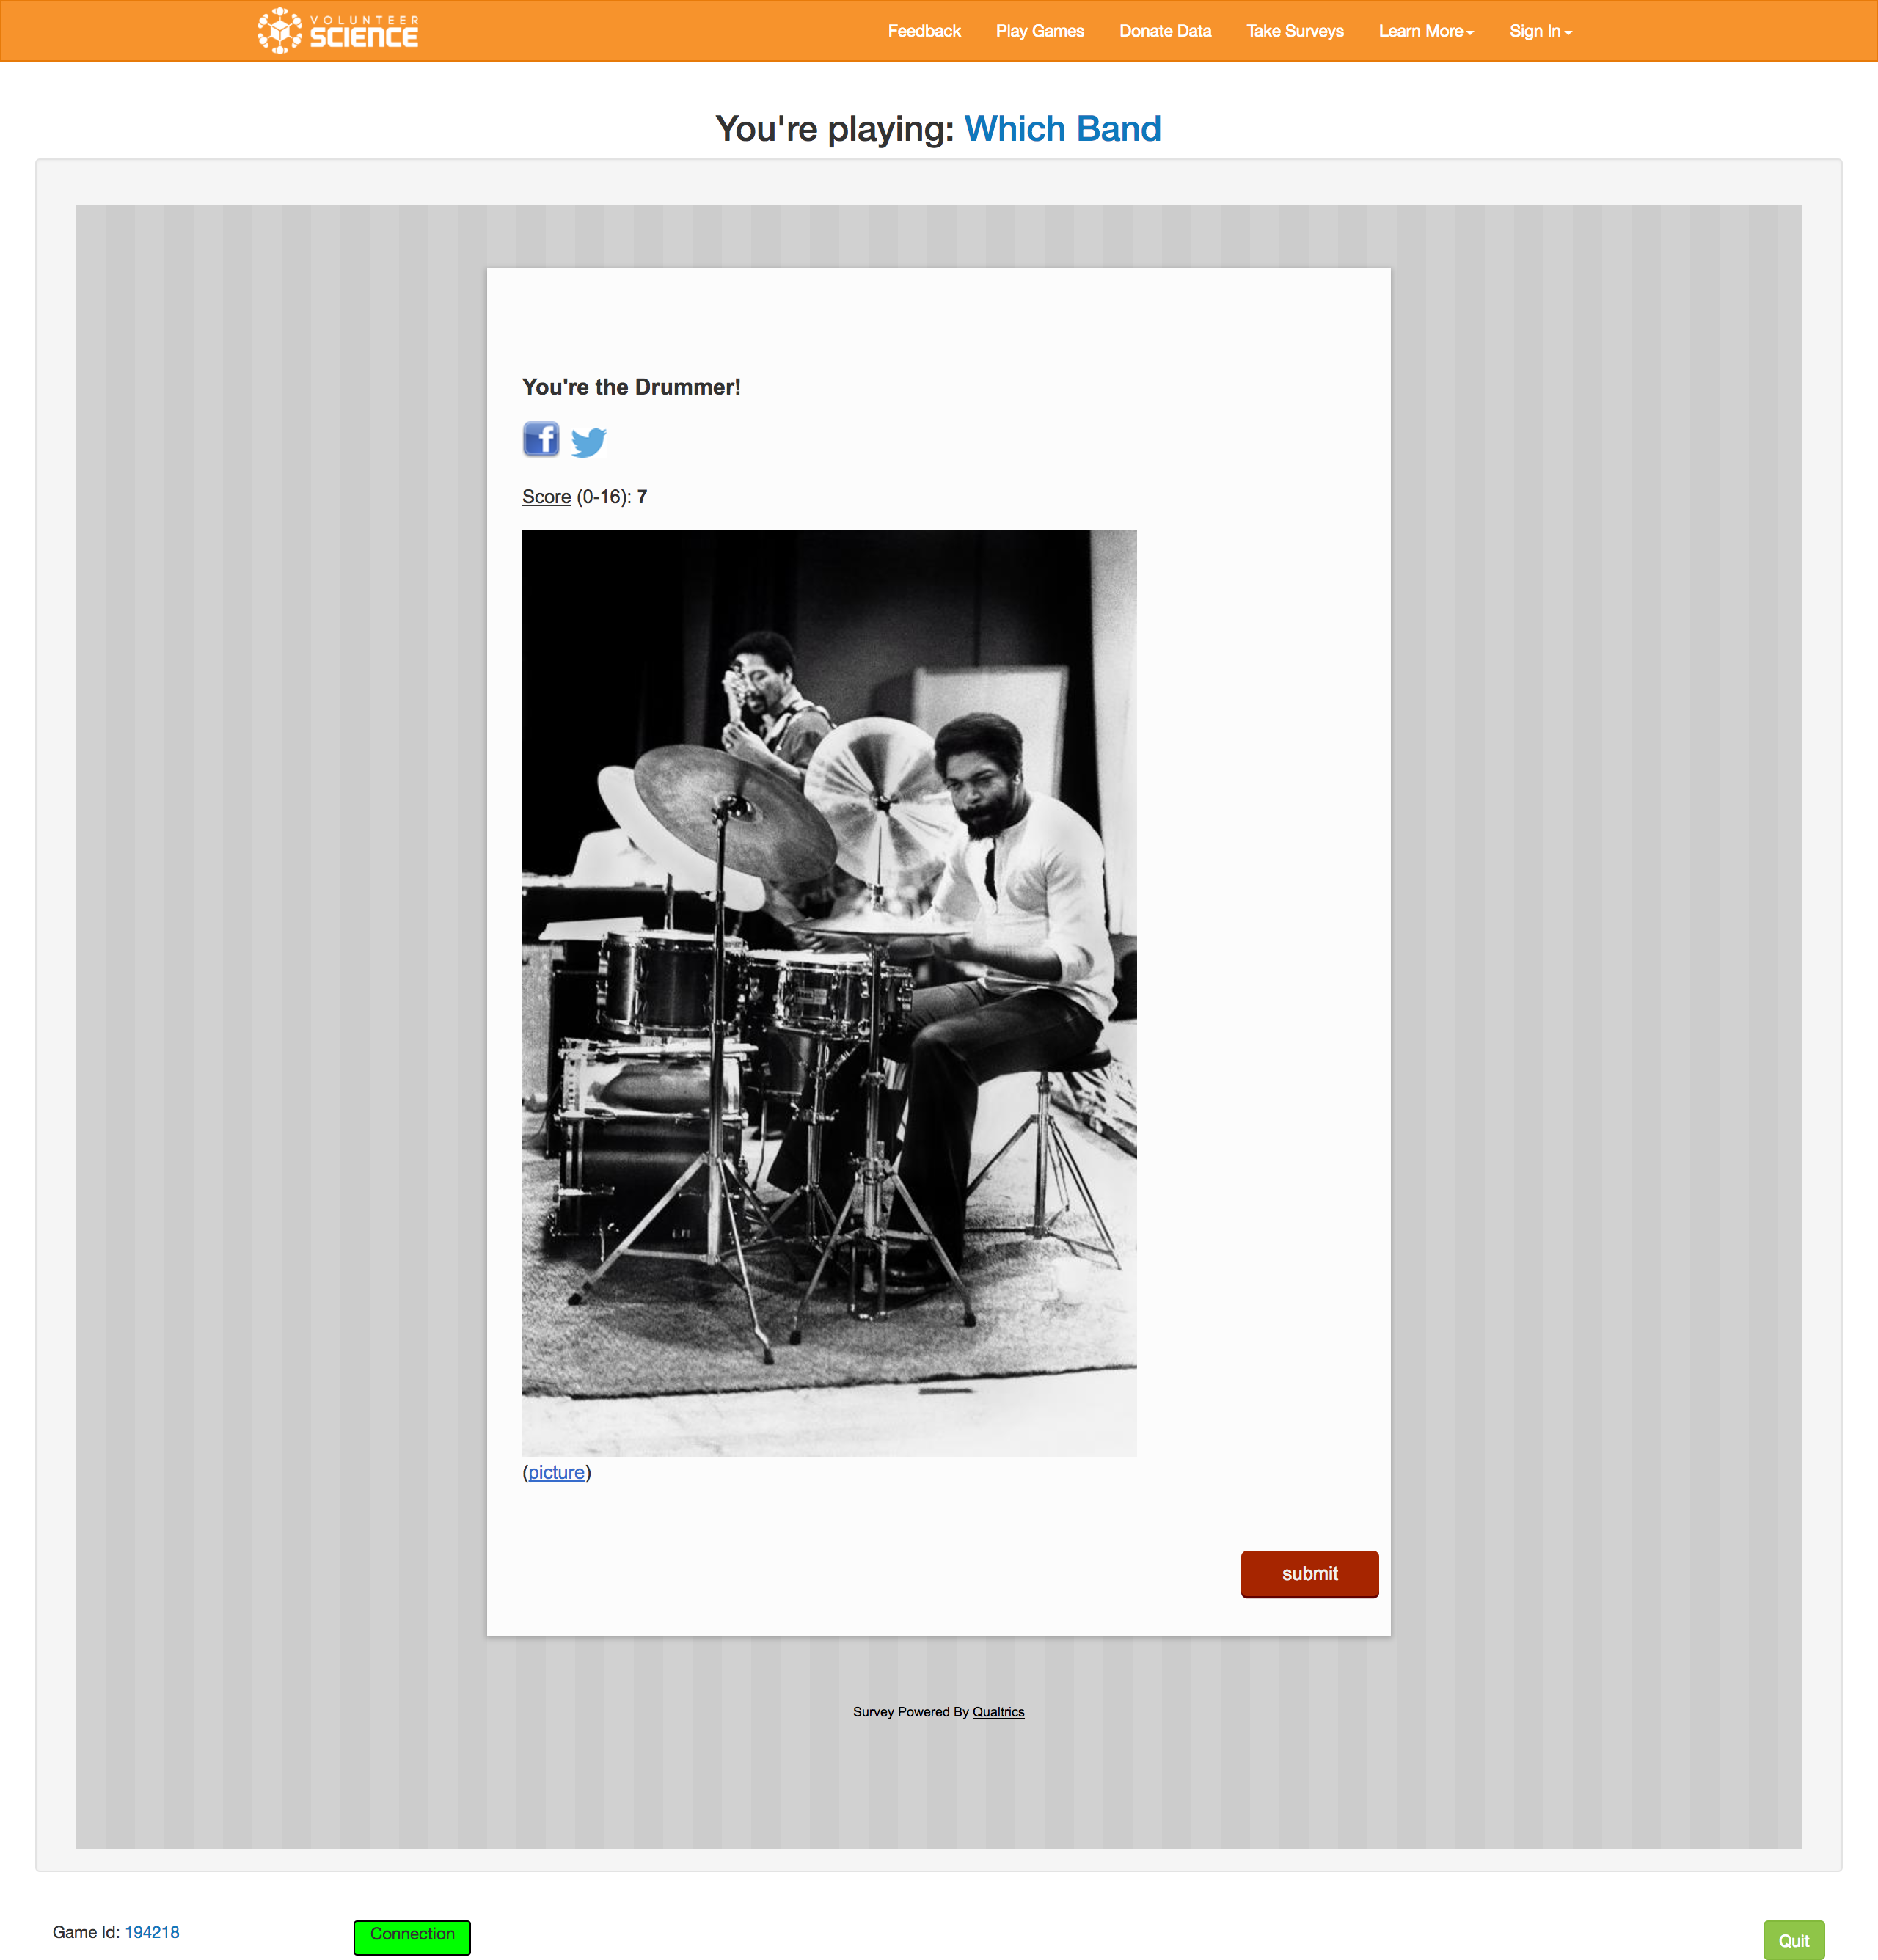 VOLUNTEER
SCIENCE
Feedback Play Games Donate Data Take Surveys Learn More Sign In
You're playing: Which Band
You're the Drummer!
Score (0-16): 7
(picture)
submit
Survey Powered By Qualtrics
Game Id: 194218
Connection
Quit